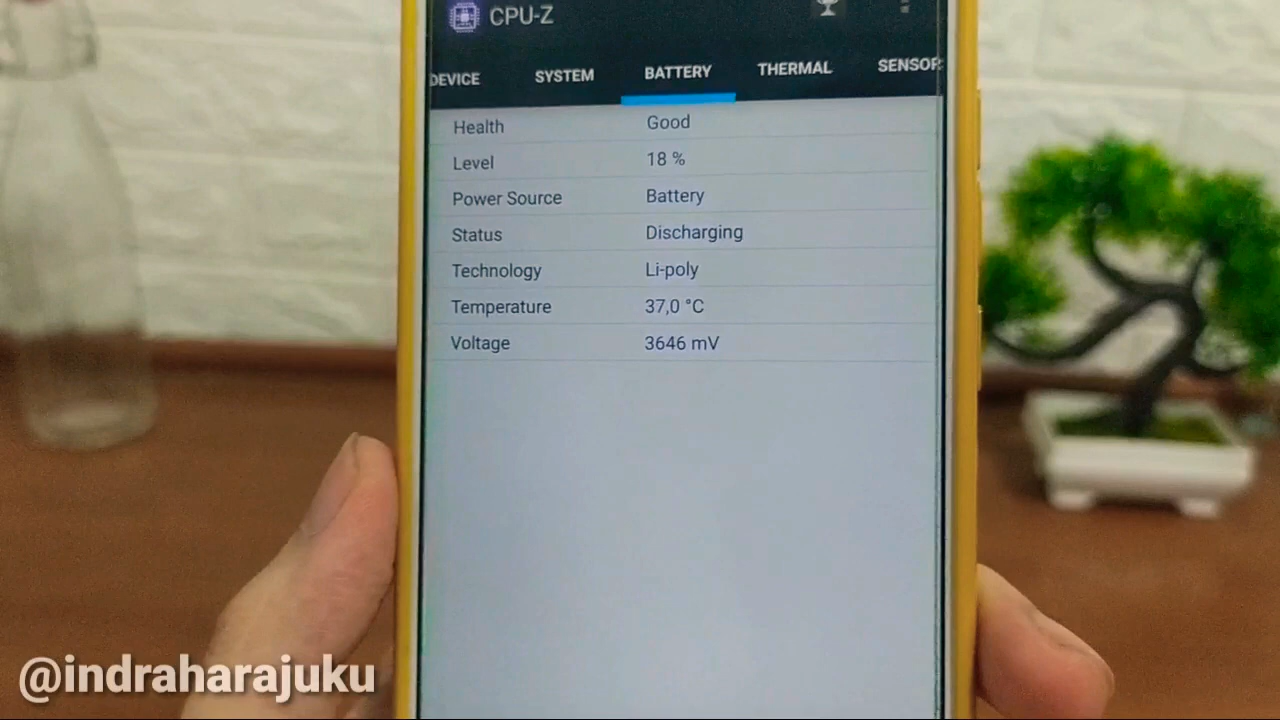 CPU-Z
DEVICE SYSTEM BATTERY THERMAL SENSOR
Health Good
Level 18 %
Power Source Battery
Status Discharging
Technology Li-poly
Temperature 37,0 °C
Voltage 3646 mV
@indraharajuku